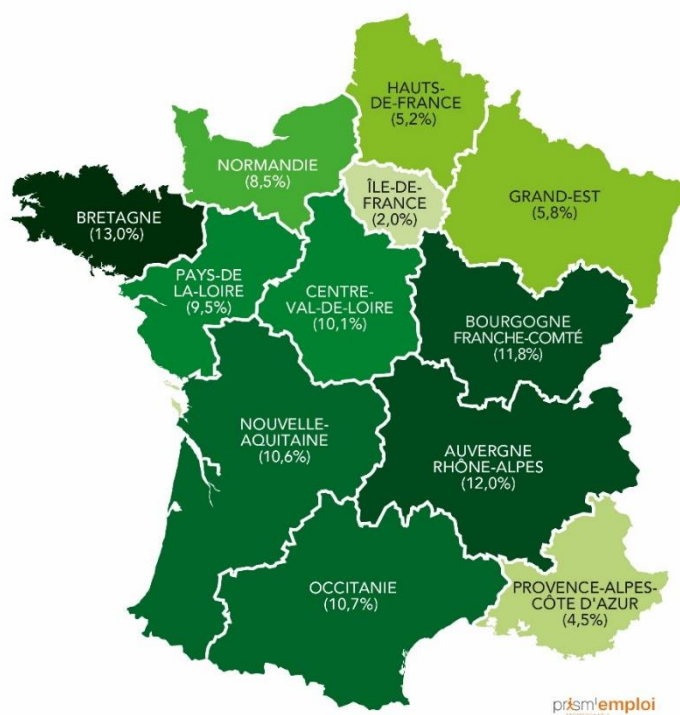 HAUTS-
DE-FRANCE
(5,2%)
NORMANDIE
(8,5%)
ÎLE-DE-
FRANCE
(2,0%)
GRAND-EST
(5,8%)
BRETAGNE
(13,0%)
PAYS-DE
LA-LOIRE
(9,5%)
CENTRE-
VAL-DE-LOIRE
(10,1%)
BOURGOGNE
FRANCHE-COMTÉ
(11,8%)
NOUVELLE-
AQUITAINE
(10,6%)
AUVERGNE
RHÔNE-ALPES
(12,0%)
OCCITANIE
(10,7%)
PROVENCE-ALPES-
CÔTE D'AZUR
(4,5%)
prism'emploi